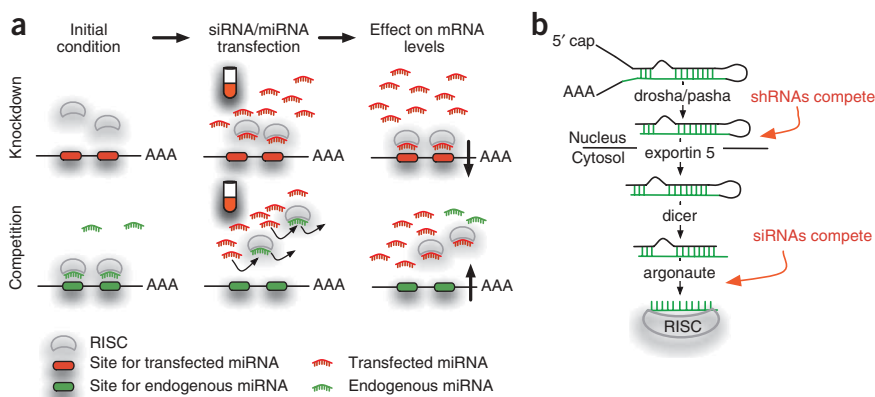 a
Initial
condition
siRNA/miRNA
transfection
Effect on mRNA
levels
Knockdown
AAA
AAA
AAA
Competition
AAA
AAA
AAA
RISC
Site for transfected miRNA
Site for endogenous miRNA
Transfected miRNA
Endogenous miRNA
b
5′ cap
AAA
drosha/pasha
shRNAs compete
Nucleus
Cytosol
exportin 5
dicer
siRNAs compete
argonaute
RISC